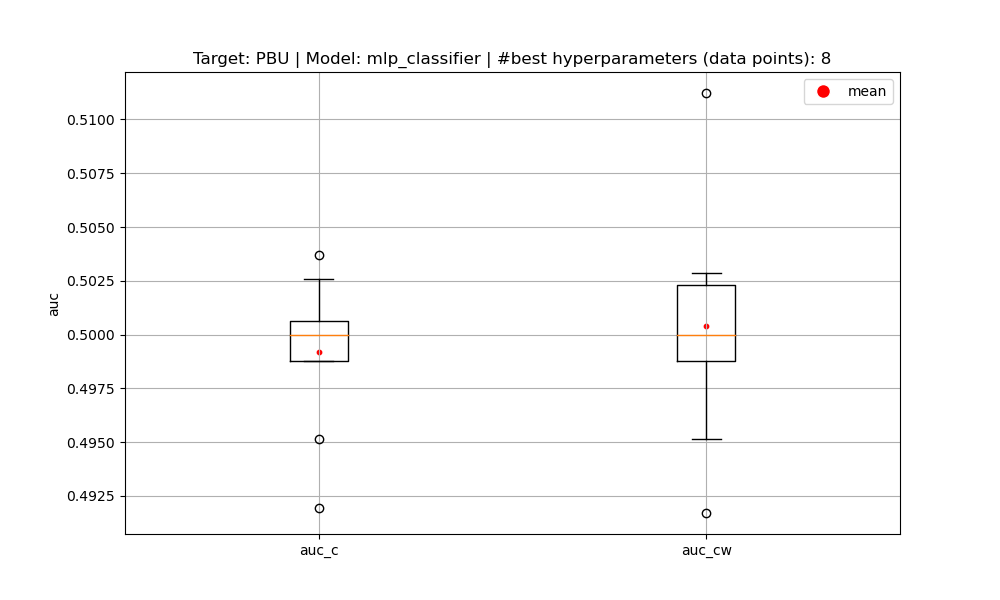 Target: PBU | Model: mlp_classifier | #best hyperparameters (data points): 8
mean
0.5100
0.5075
0.5050
0.5025
0.5000
0.4975
0.4950
0.4925
auc
auc_c
auc_cw